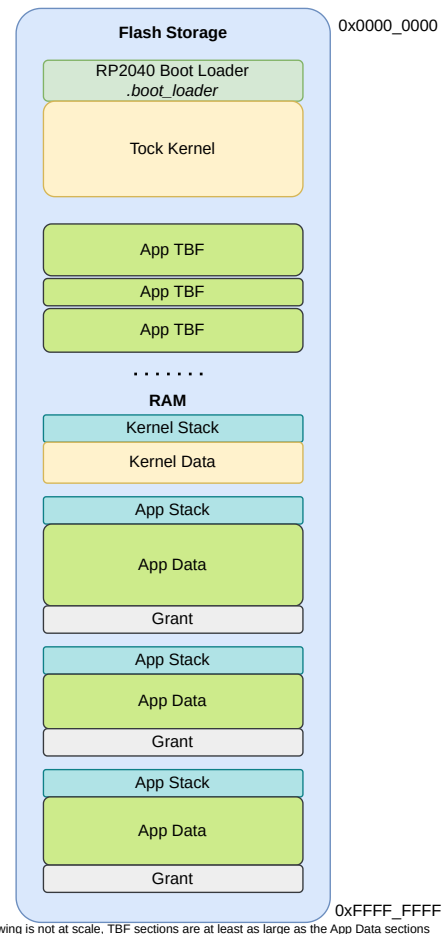 Flash Storage
0x0000_0000
RP2040 Boot Loader
.boot_loader
Tock Kernel
App TBF
App TBF
App TBF
.......
RAM
Kernel Stack
Kernel Data
App Stack
App Data
Grant
App Stack
App Data
Grant
App Stack
App Data
Grant
0xFFFF_FFFF
is not at scale, TBF sections are at least as large as the App Data sections